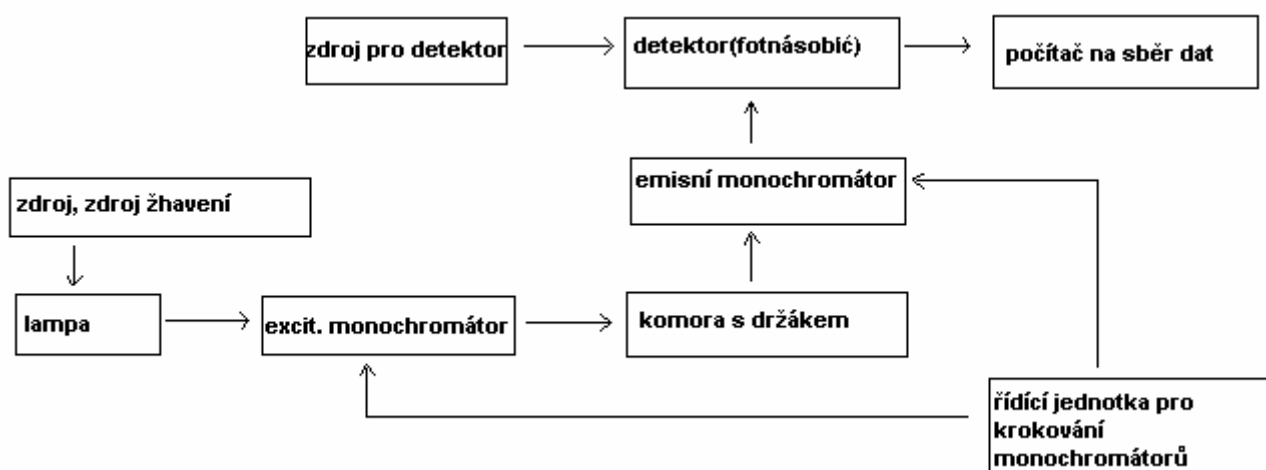 zdroj pro detektor
detektor(fotnásobić)
počítač na sběr dat
emisní monochromátor
zdroj, zdroj žhavení
lampa
excit. monochromátor
komora s držákem
řídící jednotka pro
krokování
monochromátorů